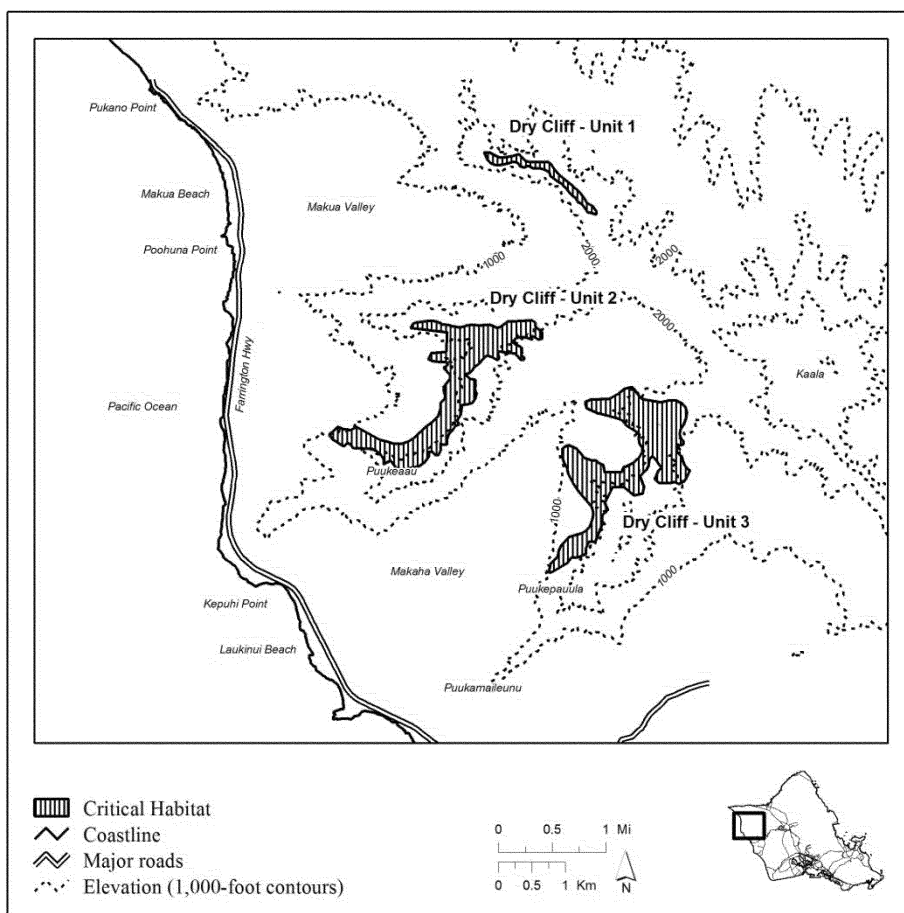 Pukano Point
Dry Cliff - Unit 1
Makua Beach
Makua Valley
Poohuna Point
1000
2000
2000
Dry Cliff - Unit 2
2000
Kaala
Farrington Hwy
Pacific Ocean
Puukeaau
1000
Dry Cliff - Unit 3
Makaha Valley
1000
Puukepauula
Kepuhi Point
Laukinui Beach
Puukamaileunu
Critical Habitat
Coastline
Major roads
Elevation (1,000-foot contours)
0 0.5 1 Mi
0 0.5 1 Km
N